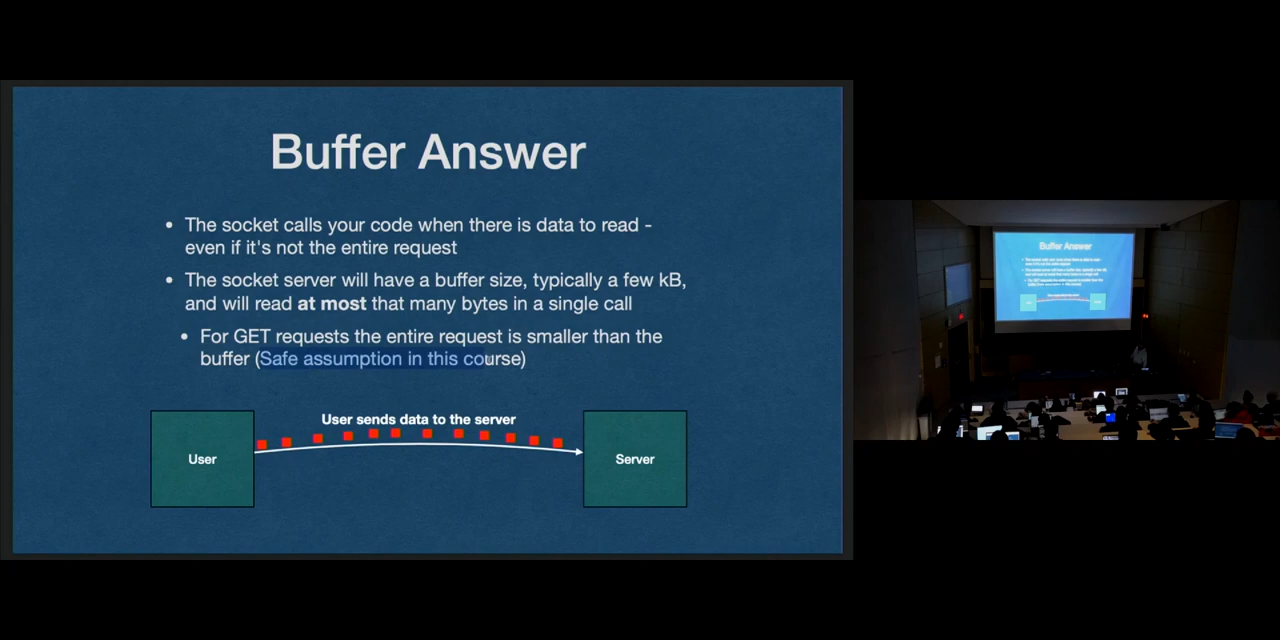 Buffer Answer
• The socket calls your code when there is data to read -
even if it's not the entire request
• The socket server will have a buffer size, typically a few kB,
and will read at most that many bytes in a single call
• For GET requests the entire request is smaller than the
buffer (Safe assumption in this course)
User sends data to the server
User
Server
Buffer Answer